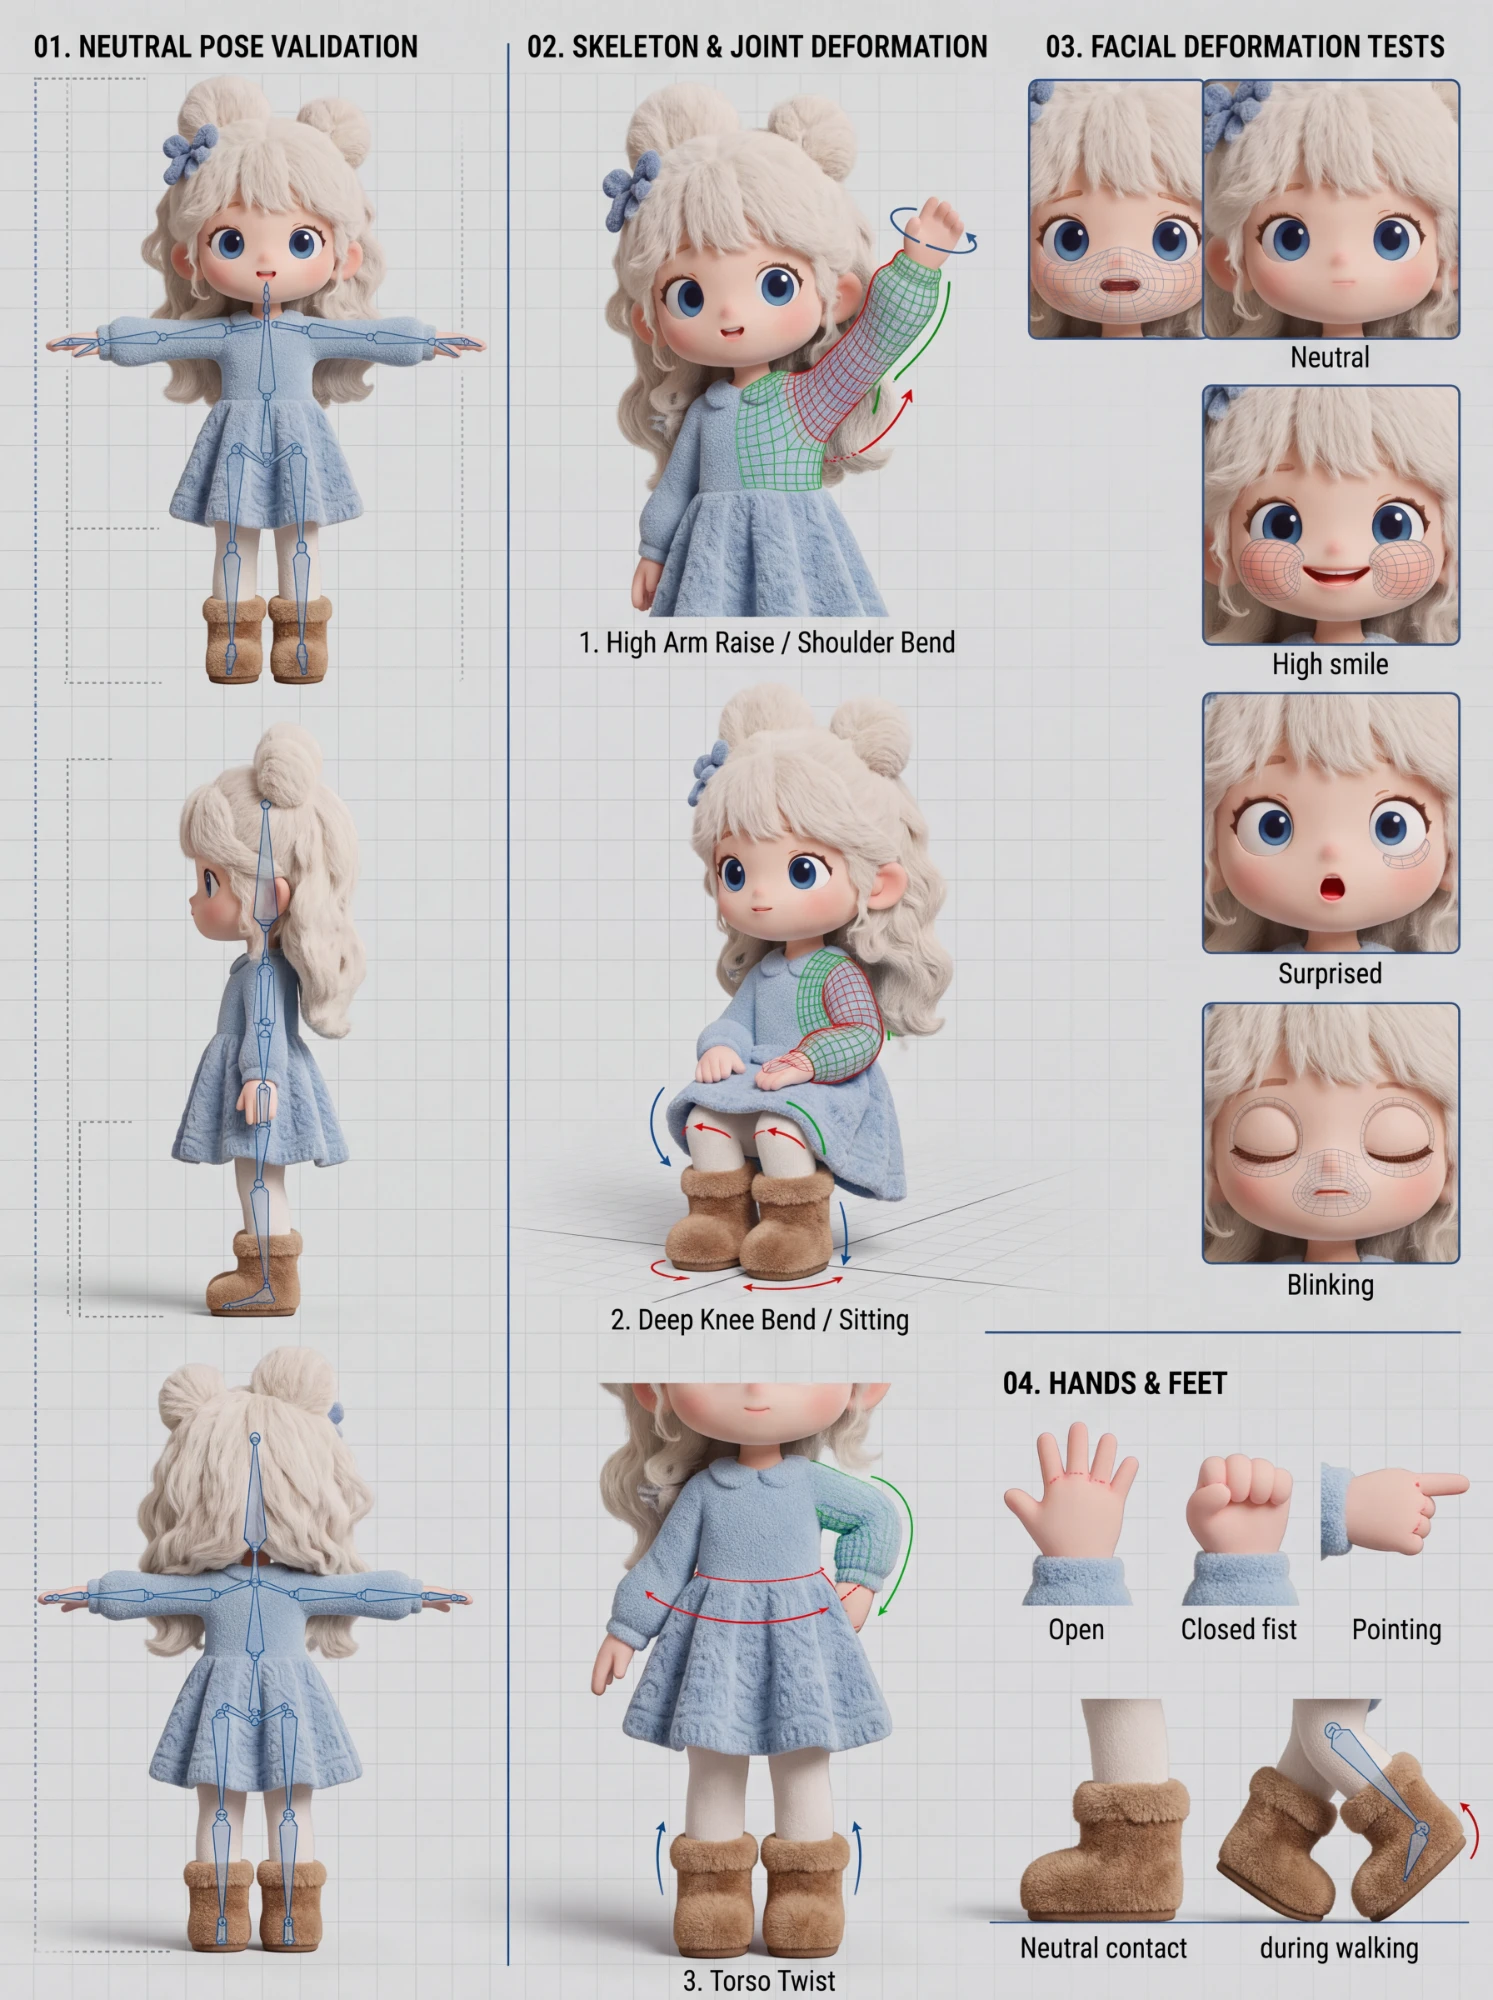 01. NEUTRAL POSE VALIDATION
02. SKELETON & JOINT DEFORMATION
1. High Arm Raise / Shoulder Bend
2. Deep Knee Bend / Sitting
3. Torso Twist
03. FACIAL DEFORMATION TESTS
Neutral
High smile
Surprised
Blinking
04. HANDS & FEET
Open
Closed fist
Pointing
Neutral contact
during walking